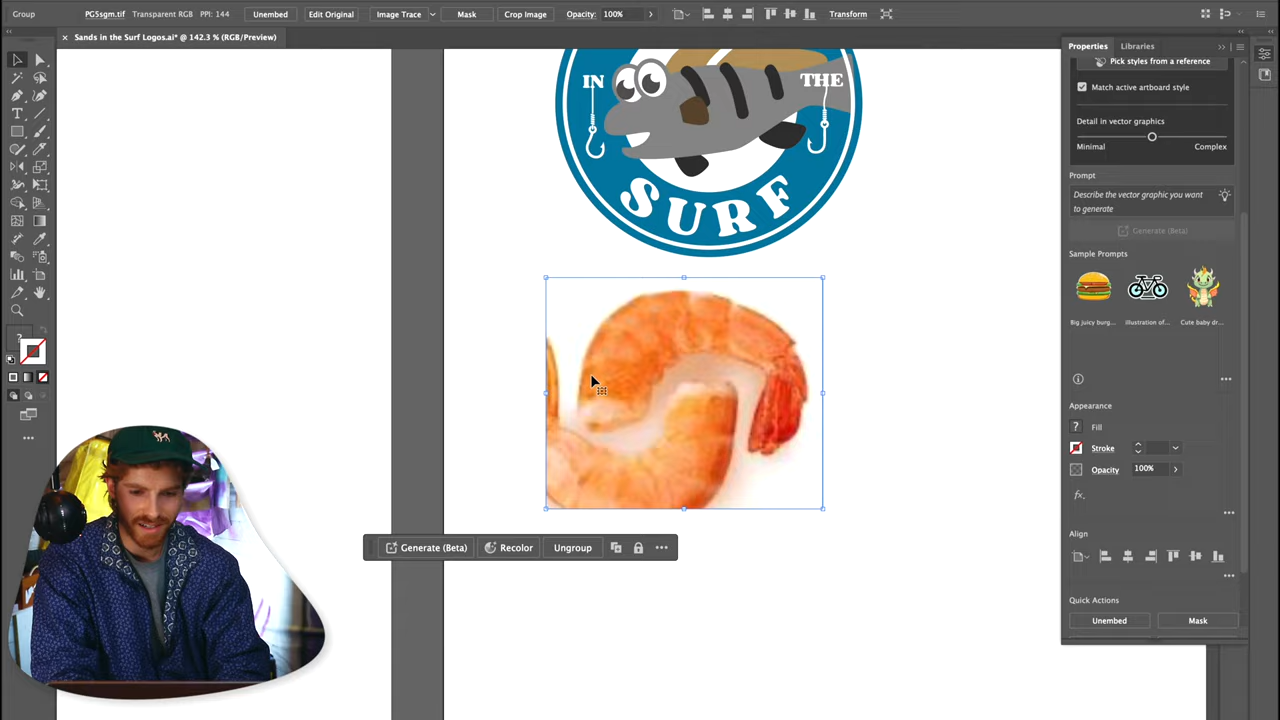 Group
PG5sgm.tif
Transparent RGB
PPI: 144
Unembed
Edit Original
Image Trace
Mask
Crop Image
Opacity: 100%
Transform
× Sands in the Surf Logos.ai* @ 142.3 % (RGB/Preview)
Properties
Libraries
Pick styles from a reference
Match active artboard style
Detail in vector graphics
Minimal
Complex
Prompt
Describe the vector graphic you want
to generate
Generate (Beta)
Sample Prompts
Big juicy burg...
Illustration of...
Cute baby dr...
Appearance
? Fill
Stroke
Opacity 100%
fx.
Align
Quick Actions
Unembed
Mask
IN
THE
SURF
Generate (Beta)
Recolor
Ungroup
?